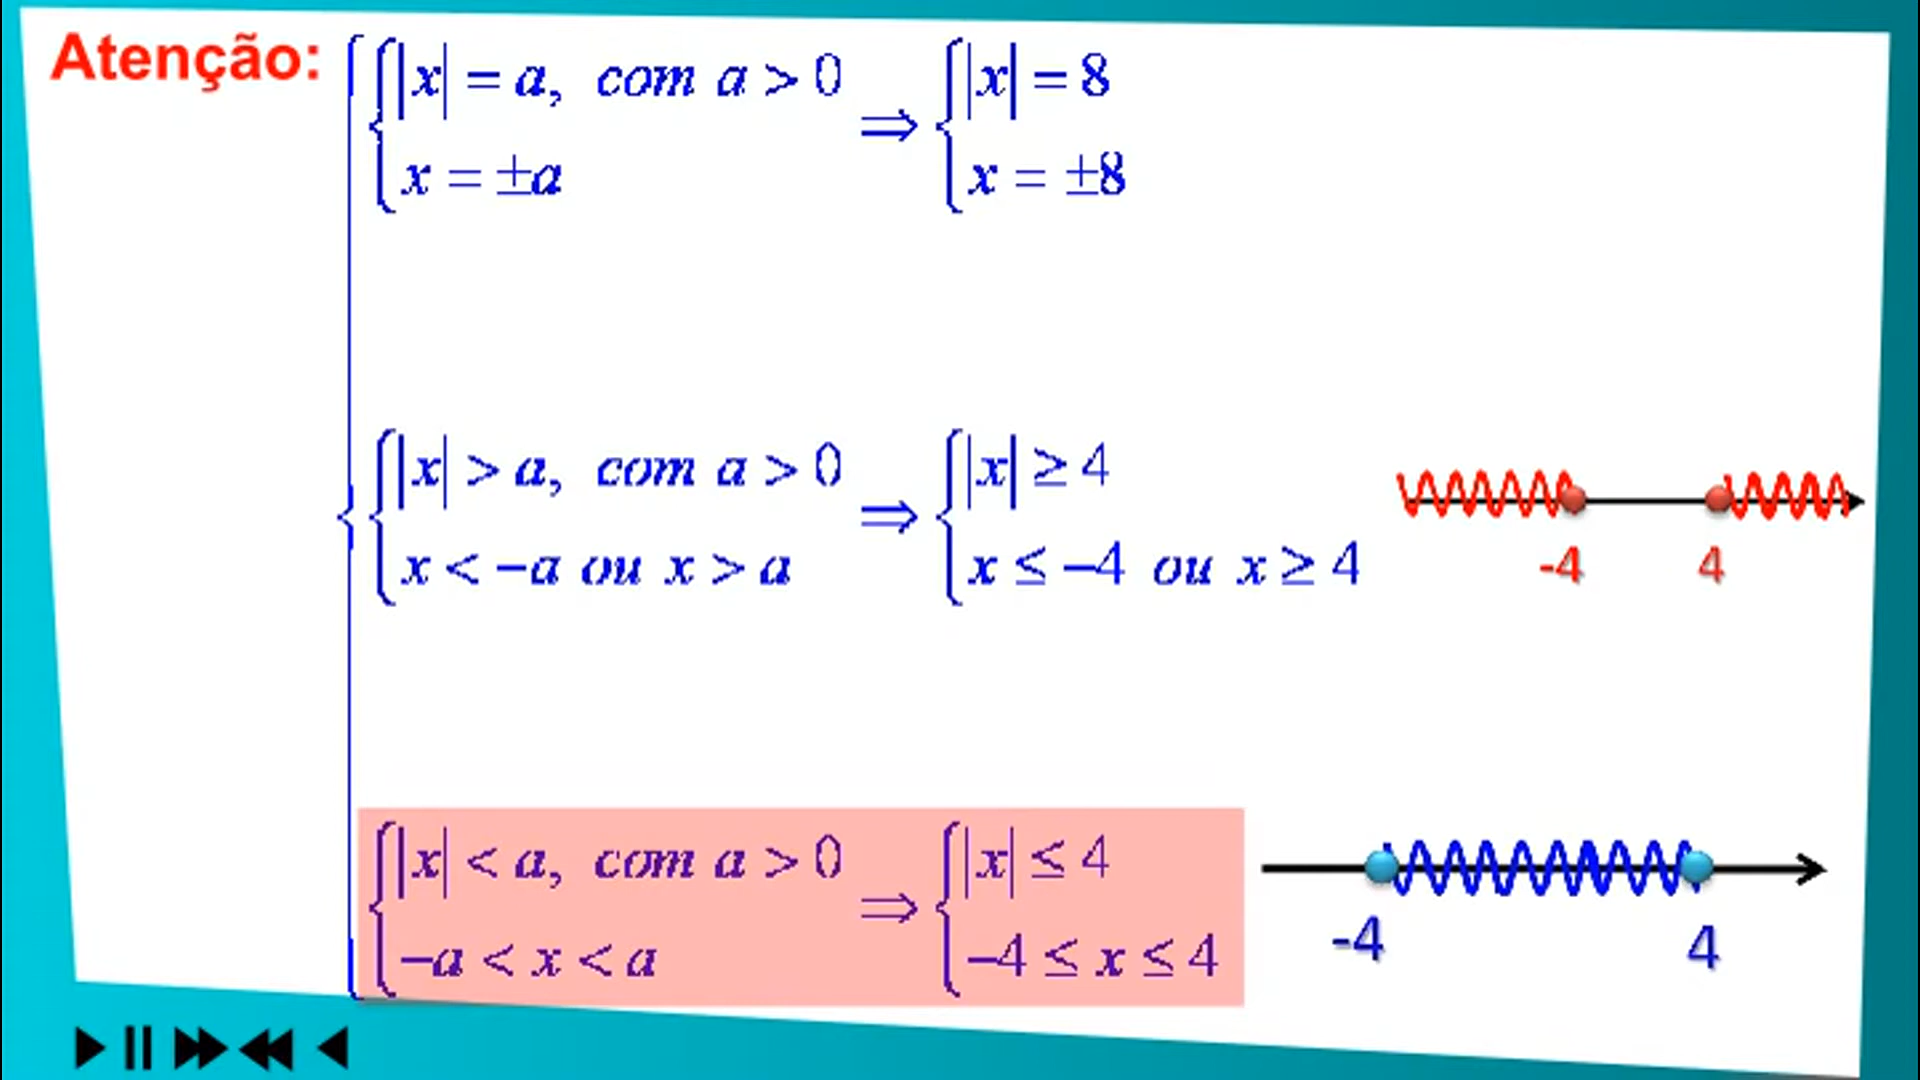 Atenção:
|x| = a, com a > 0 ⇒ |x| = 8
x = ±a x = ±8
|x| > a, com a > 0 ⇒ |x| ≥ 4
x < −a ou x > a x ≤ −4 ou x ≥ 4
-4 4
|x| < a, com a > 0 ⇒ |x| ≤ 4
−a < x < a −4 ≤ x ≤ 4
-4 4